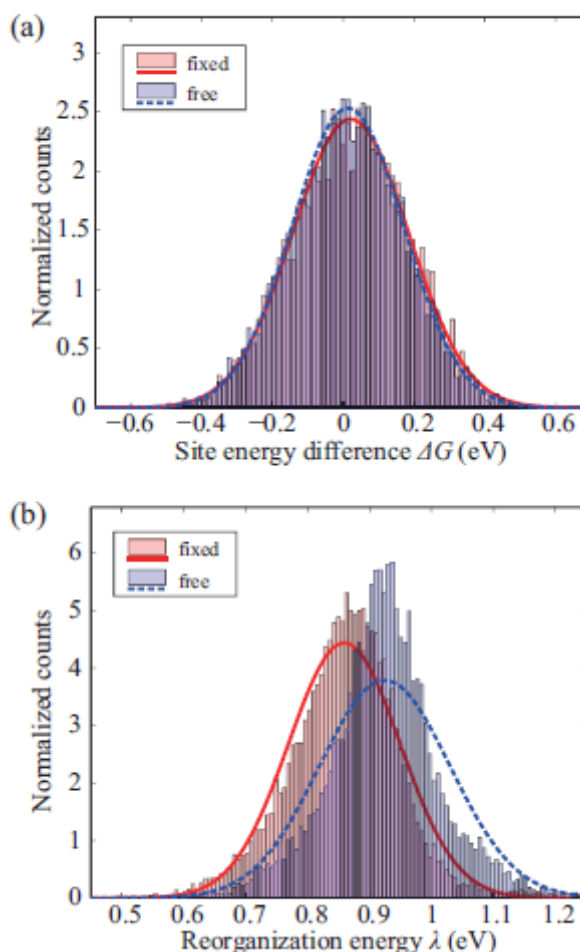 (a)
3
2.5
2
1.5
1
0.5
0
Normalized counts
fixed
free
−0.6 −0.4 −0.2 0 0.2 0.4 0.6
Site energy difference ΔG (eV)
(b)
6
5
4
3
2
1
0
Normalized counts
fixed
free
0.5 0.6 0.7 0.8 0.9 1 1.1 1.2
Reorganization energy λ (eV)